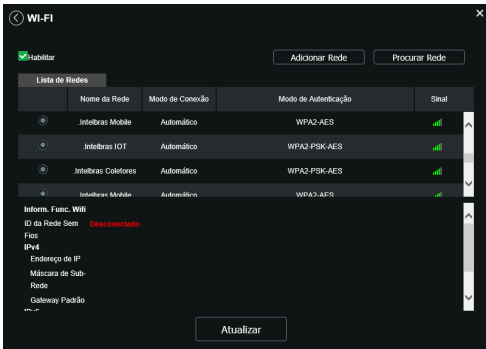 WI-FI
Habilitar
Adicionar Rede
Procurar Rede
Lista de Redes
Nome da Rede Modo de Conexão Modo de Autenticação Sinal
.Intelbras Mobile Automático WPA2-AES
.Intelbras IOT Automático WPA2-PSK-AES
.Intelbras Coletores Automático WPA2-PSK-AES
.Intelbras Mobile Automático WPA2-AES
Inform. Func. Wifi
ID da Rede Sem Desconectado
Fios
IPv4
Endereço de IP
Máscara de Sub-
Rede
Gateway Padrão
IPv6
Atualizar